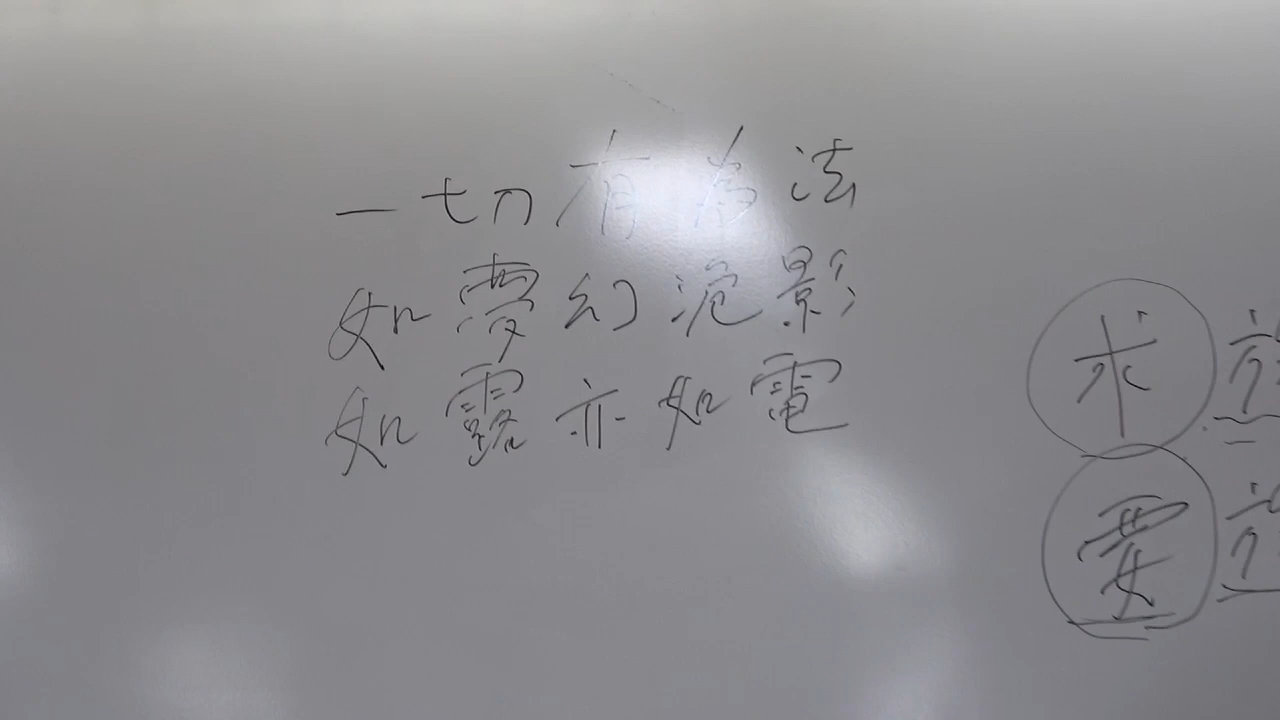 一切有為法
如夢幻泡影
如露亦如電
求
要